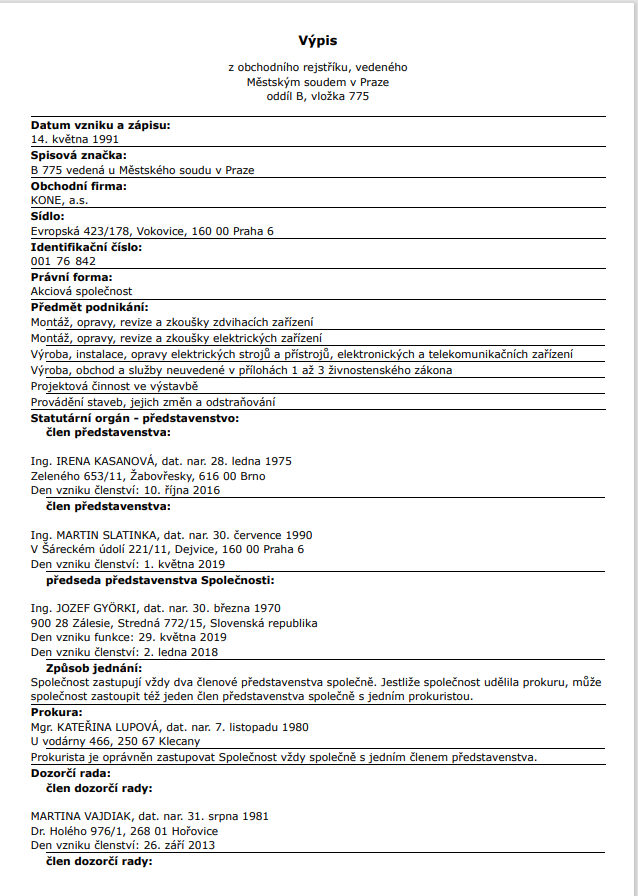 Výpis
z obchodního rejstříku, vedeného
Městským soudem v Praze
oddíl B, vložka 775
Datum vzniku a zápisu:
14. května 1991
Spisová značka:
B 775 vedená u Městského soudu v Praze
Obchodní firma:
KONE, a.s.
Sídlo:
Evropská 423/178, Vokovice, 160 00 Praha 6
Identifikační číslo:
001 76 842
Právní forma:
Akciová společnost
Předmět podnikání:
Montáž, opravy, revize a zkoušky zdvihacích zařízení
Montáž, opravy, revize a zkoušky elektrických zařízení
Výroba, instalace, opravy elektrických strojů a přístrojů, elektronických a telekomunikačních zařízení
Výroba, obchod a služby neuvedené v přílohách 1 až 3 živnostenského zákona
Projektová činnost ve výstavbě
Provádění staveb, jejich změn a odstraňování
Statutární orgán - představenstvo:
člen představenstva:
Ing. IRENA KASANOVÁ, dat. nar. 28. ledna 1975
Zeleného 653/11, Žabovřesky, 616 00 Brno
Den vzniku členství: 10. října 2016
člen představenstva:
Ing. MARTIN SLATINKA, dat. nar. 30. července 1990
V Šáreckém údolí 221/11, Dejvice, 160 00 Praha 6
Den vzniku členství: 1. května 2019
předseda představenstva Společnosti:
Ing. JOZEF GYÖRKI, dat. nar. 30. března 1970
900 28 Zálesie, Stredná 772/15, Slovenská republika
Den vzniku funkce: 29. května 2019
Den vzniku členství: 2. ledna 2018
Způsob jednání:
Společnost zastupují vždy dva členové představenstva společně. Jestliže společnost udělila prokuru, může
společnost zastoupit též jeden člen představenstva společně s jedním prokuristou.
Prokura:
Mgr. KATEŘINA LUPOVÁ, dat. nar. 7. listopadu 1980
U vodárny 466, 250 67 Klecany
Prokurista je oprávněn zastupovat Společnost vždy společně s jedním členem představenstva.
Dozorčí rada:
člen dozorčí rady:
MARTINA VAJDIAK, dat. nar. 31. srpna 1981
Dr. Holého 976/1, 268 01 Hořovice
Den vzniku členství: 26. září 2013
člen dozorčí rady: